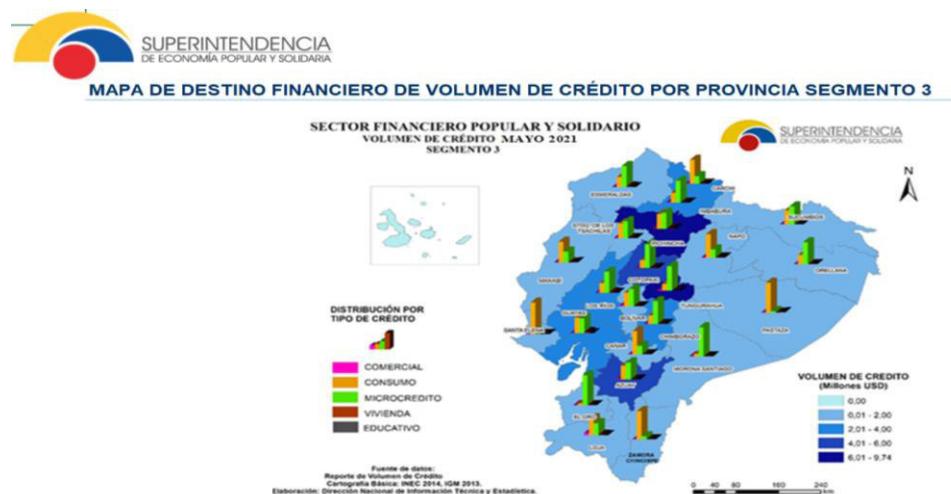 SUPERINTENDENCIA
DE ECONOMÍA POPULAR Y SOLIDARIA
MAPA DE DESTINO FINANCIERO DE VOLUMEN DE CRÉDITO POR PROVINCIA SEGMENTO 3
SECTOR FINANCIERO POPULAR Y SOLIDARIO
VOLUMEN DE CRÉDITO MAYO 2021
SEGMENTO 3
SUPERINTENDENCIA
DE ECONOMÍA POPULAR Y SOLIDARIA
N
ESMERALDAS
CARCHI
IMBABURA
SUCUMBIOS
STDO DE LOS
TSACHILAS
PICHINCHA
NAPO
ORELLANA
MANABI
COTOPAXI
LOS RIOS
TUNGURAHUA
GUAYAS
BOLIVAR
SANTA ELENA
PASTAZA
CAÑAR
CHIMBORAZO
MORONA SANTIAGO
AZUAY
EL ORO
LOJA
ZAMORA
CHINCHIPE
DISTRIBUCIÓN POR
TIPO DE CRÉDITO
COMERCIAL
CONSUMO
MICROCREDITO
VIVIENDA
EDUCATIVO
VOLUMEN DE CREDITO
(Millones USD)
0,00
0,01 - 2,00
2,01 - 4,00
4,01 - 6,00
6,01 - 9,74
Fuente de datos:
Reporte de Volumen de Crédito
Cartografía Básica: INEC 2014, IGM 2013.
Elaboración: Dirección Nacional de Información Técnica y Estadística.
0 40 80 160 240
km